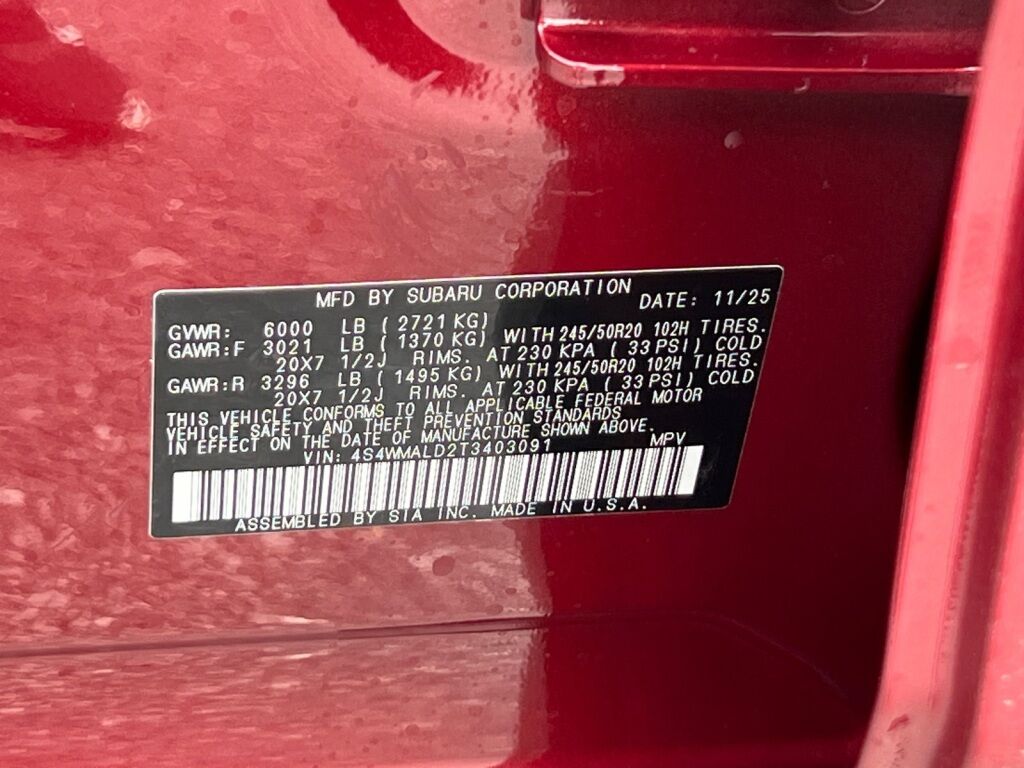 MFD BY SUBARU CORPORATION DATE: 11/25
GVWR: 6000 LB ( 2721 KG)
GAWR:F 3021 LB ( 1370 KG) WITH 245/50R20 102H TIRES.
20X7 1/2J RIMS. AT 230 KPA ( 33 PSI) COLD
GAWR:R 3296 LB ( 1495 KG) WITH 245/50R20 102H TIRES.
20X7 1/2J RIMS. AT 230 KPA ( 33 PSI) COLD
THIS VEHICLE CONFORMS TO ALL APPLICABLE FEDERAL MOTOR
VEHICLE SAFETY AND THEFT PREVENTION STANDARDS
IN EFFECT ON THE DATE OF MANUFACTURE SHOWN ABOVE.
VIN: 4S4WMALD2T3403091 MPV
ASSEMBLED BY SIA INC. MADE IN U.S.A.